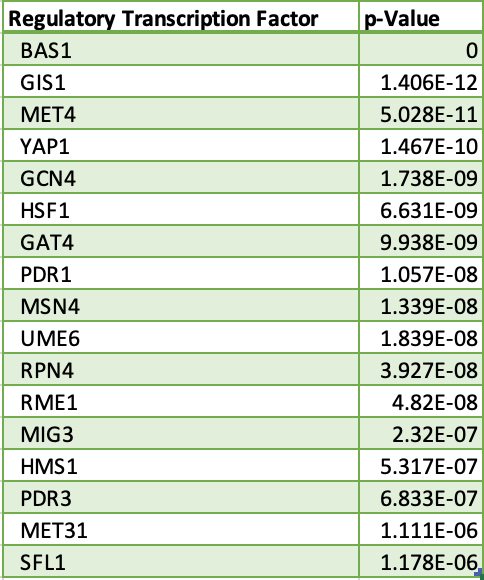 Regulatory Transcription Factor p-Value
BAS1 0
GIS1 1.406E-12
MET4 5.028E-11
YAP1 1.467E-10
GCN4 1.738E-09
HSF1 6.631E-09
GAT4 9.938E-09
PDR1 1.057E-08
MSN4 1.339E-08
UME6 1.839E-08
RPN4 3.927E-08
RME1 4.82E-08
MIG3 2.32E-07
HMS1 5.317E-07
PDR3 6.833E-07
MET31 1.111E-06
SFL1 1.178E-06